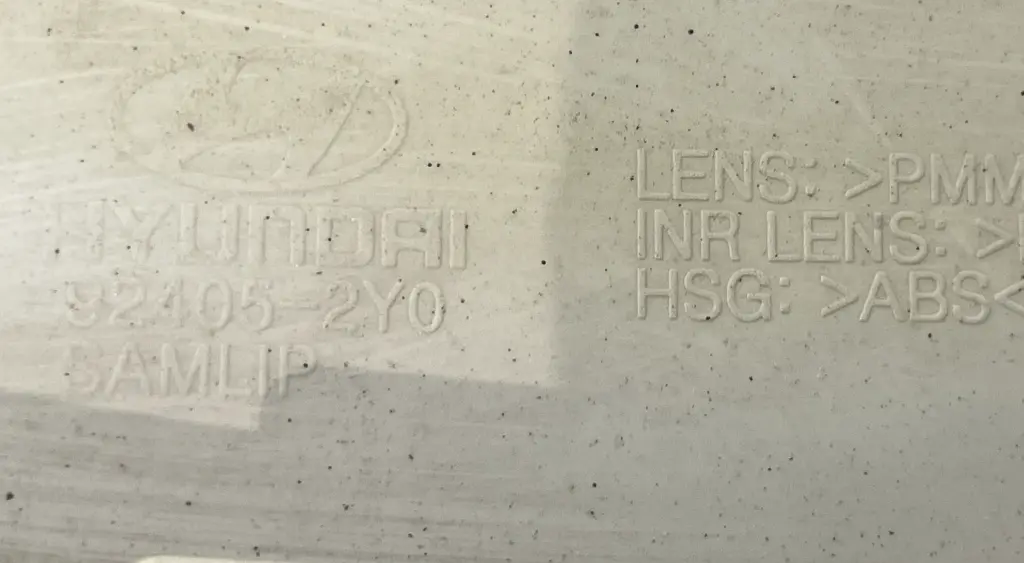 HYUNDAI
92405-2Y0
SAMLIP
LENS: >PMM
INR LENS: >
HSG: >ABS<